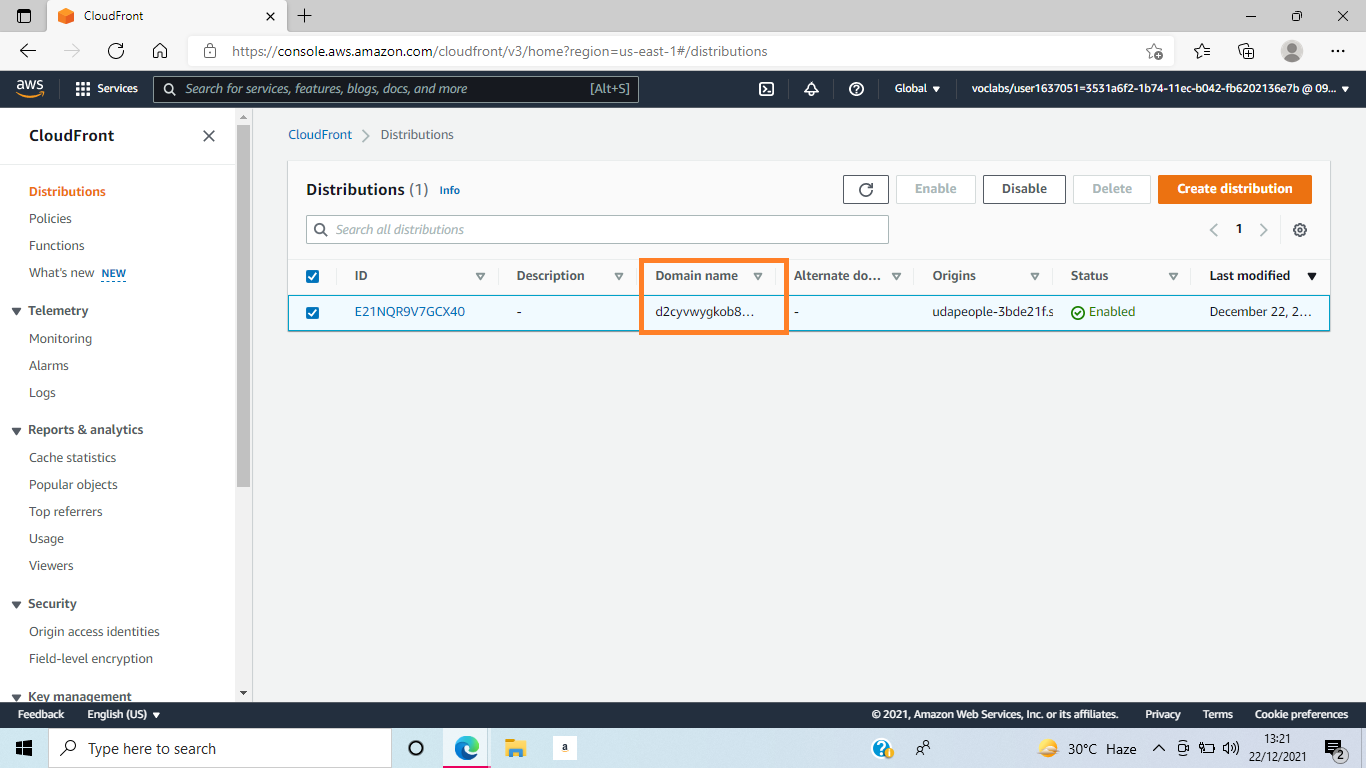 CloudFront
https://console.aws.amazon.com/cloudfront/v3/home?region=us-east-1#/distributions
aws Services Search for services, features, blogs, docs, and more [Alt+S] Global voclabs/user1637051=3531a6f2-1b74-11ec-b042-fb6202136e7b @ 09...
CloudFront
Distributions
Policies
Functions
What's new NEW
Telemetry
Monitoring
Alarms
Logs
Reports & analytics
Cache statistics
Popular objects
Top referrers
Usage
Viewers
Security
Origin access identities
Field-level encryption
Key management
CloudFront Distributions
Distributions (1) Info Enable Disable Delete Create distribution
Search all distributions 1
ID Description Domain name Alternate do... Origins Status Last modified
E21NQR9V7GCX40 - d2cyvwygkob8... - udapeople-3bde21f.s Enabled December 22, 2...
Feedback English (US) © 2021, Amazon Web Services, Inc. or its affiliates. Privacy Terms Cookie preferences
Type here to search a 30°C Haze 13:21
22/12/2021 2